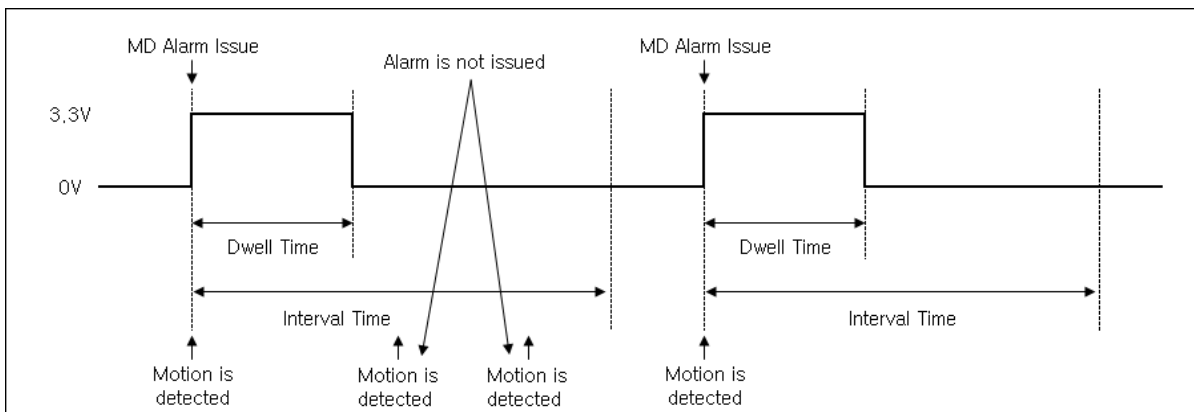 MD Alarm Issue
MD Alarm Issue
Alarm is not issued
3.3V
0V
Dwell Time
Dwell Time
Interval Time
Interval Time
Motion is
detected
Motion is
detected
Motion is
detected
Motion is
detected